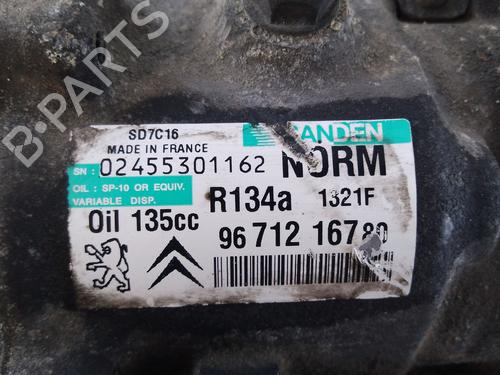 SD7C16
MADE IN FRANCE
SANDEN
SN : 02455301162 NORM
OIL : SP-10 OR EQUIV.
VARIABLE DISP.
R134a 1321F
Oil 135cc
96 712 167 80
B-PARTS